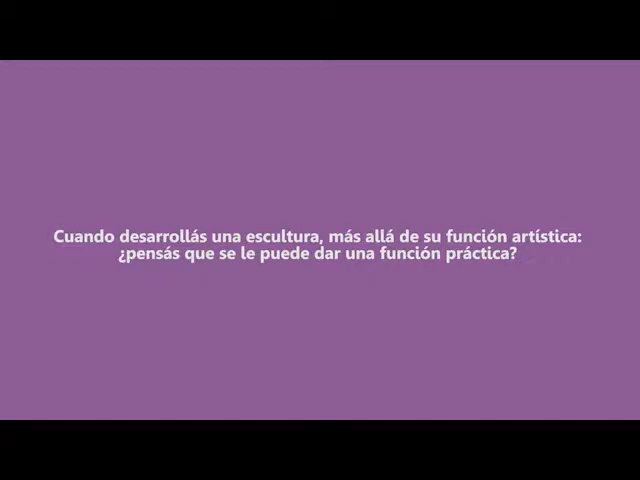 Cuando desarrollás una escultura, más allá de su función artística:
¿pensás que se le puede dar una función práctica?